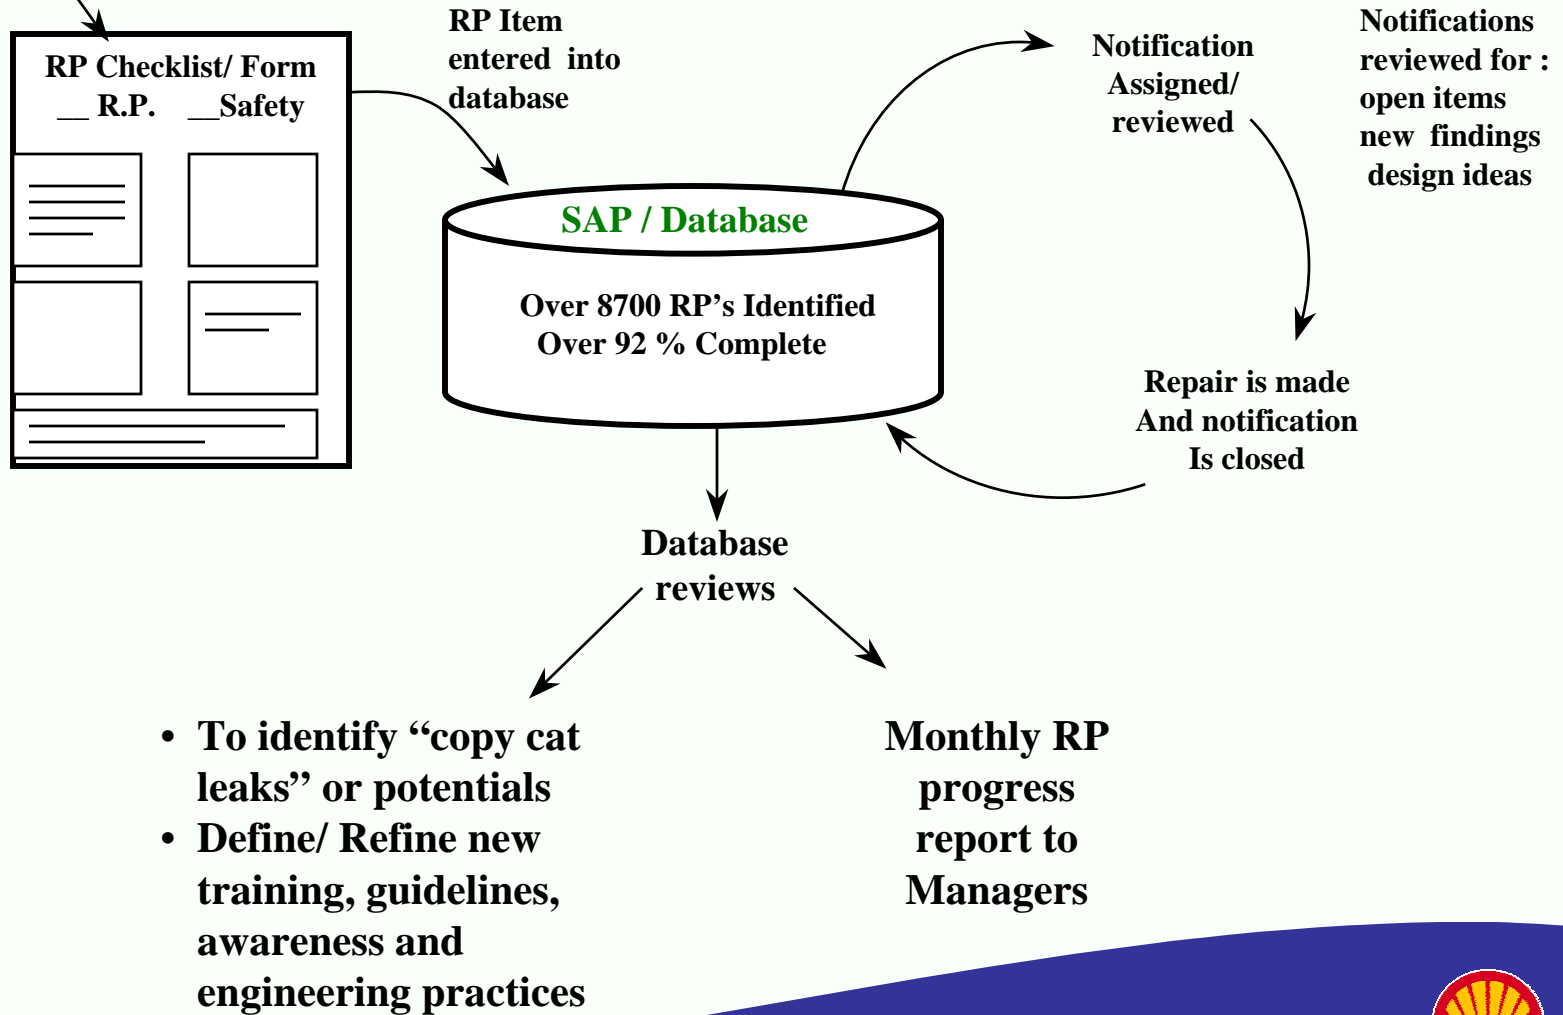 RP Checklist/ Form
__ R.P. __Safety
RP Item
entered into
database
SAP / Database
Over 8700 RP’s Identified
Over 92 % Complete
Notification
Assigned/
reviewed
Notifications
reviewed for :
open items
new findings
design ideas
Repair is made
And notification
Is closed
Database
reviews
• To identify “copy cat
leaks” or potentials
• Define/ Refine new
training, guidelines,
awareness and
engineering practices
Monthly RP
progress
report to
Managers